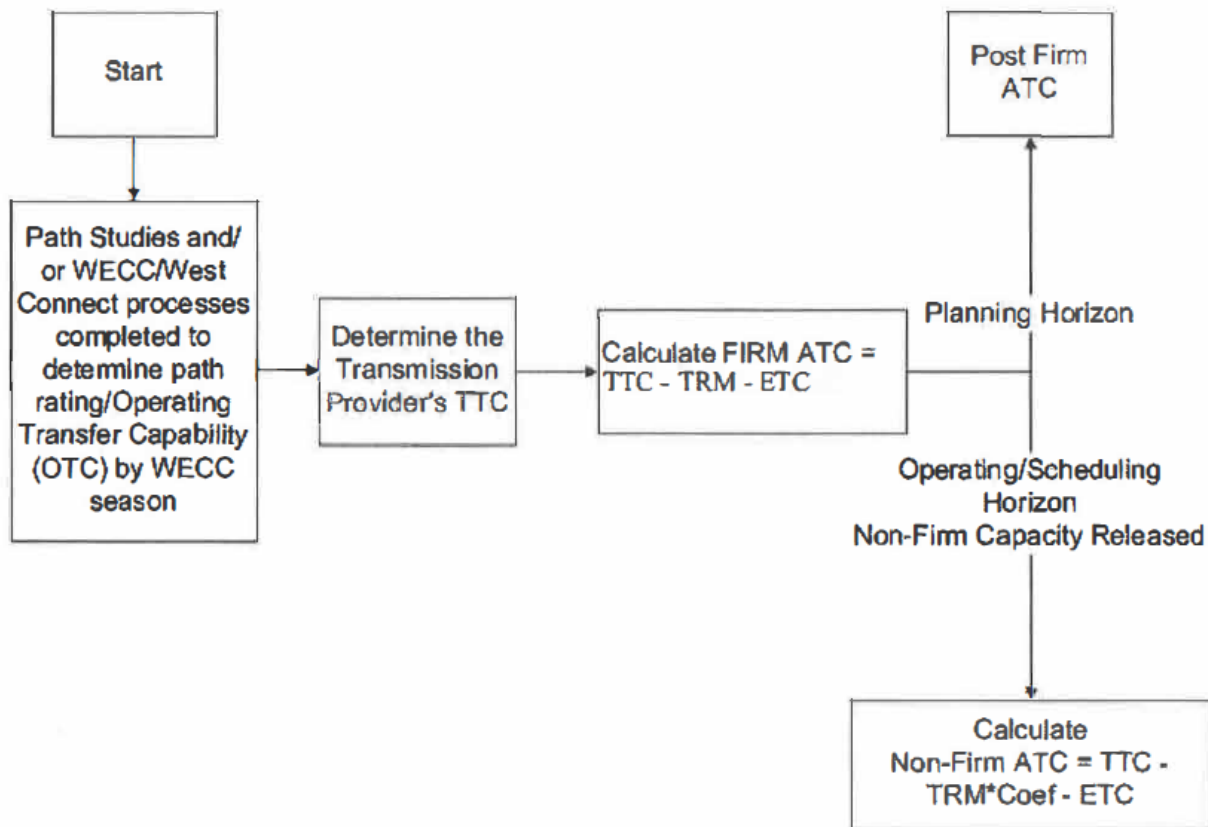 Start
Path Studies and/
or WECC/West
Connect processes
completed to
determine path
rating/Operating
Transfer Capability
(OTC) by WECC
season
Determine the
Transmission
Provider's TTC
Calculate FIRM ATC =
TTC - TRM - ETC
Post Firm
ATC
Planning Horizon
Operating/Scheduling
Horizon
Non-Firm Capacity Released
Calculate
Non-Firm ATC = TTC -
TRM*Coef - ETC